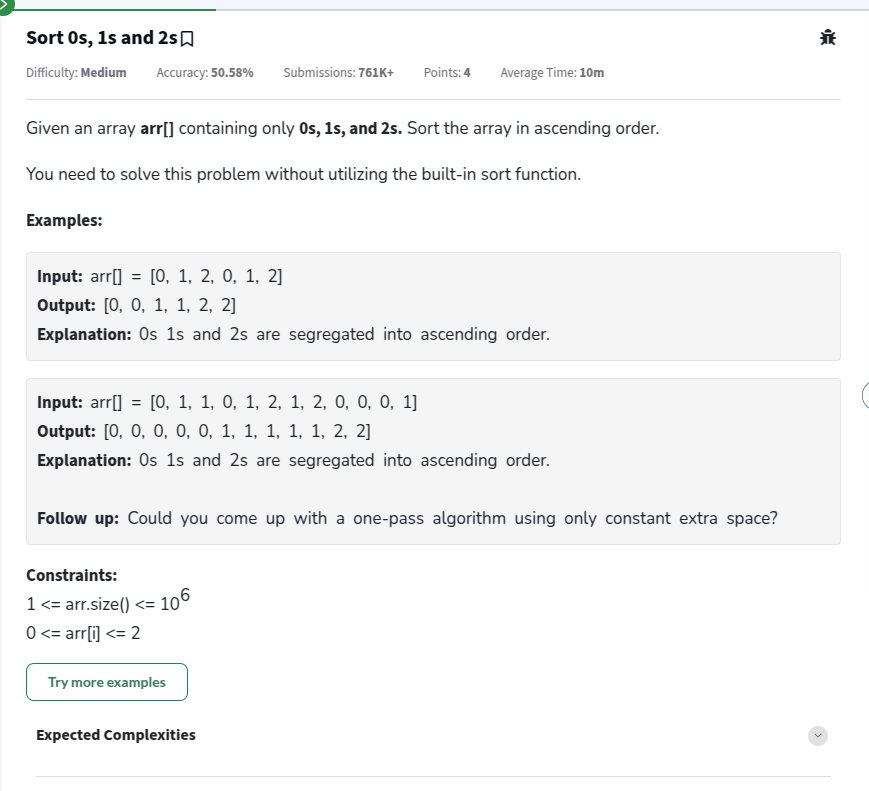 Sort 0s, 1s and 2s
Difficulty: Medium Accuracy: 50.58% Submissions: 761K+ Points: 4 Average Time: 10m
Given an array arr[] containing only 0s, 1s, and 2s. Sort the array in ascending order.
You need to solve this problem without utilizing the built-in sort function.
Examples:
Input: arr[] = [0, 1, 2, 0, 1, 2]
Output: [0, 0, 1, 1, 2, 2]
Explanation: 0s 1s and 2s are segregated into ascending order.
Input: arr[] = [0, 1, 1, 0, 1, 2, 1, 2, 0, 0, 0, 1]
Output: [0, 0, 0, 0, 0, 1, 1, 1, 1, 1, 2, 2]
Explanation: 0s 1s and 2s are segregated into ascending order.
Follow up: Could you come up with a one-pass algorithm using only constant extra space?
Constraints:
1 <= arr.size() <= 10^6
0 <= arr[i] <= 2
Try more examples
Expected Complexities